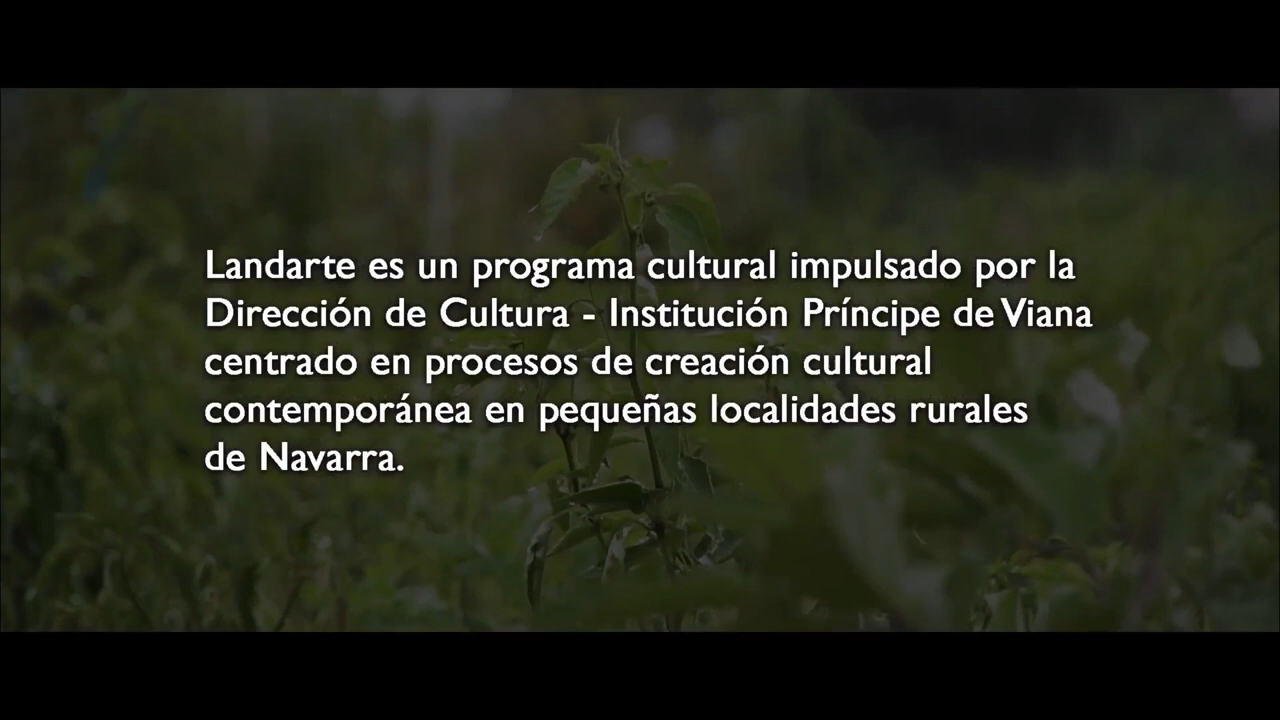 Landarte es un programa cultural impulsado por la
Dirección de Cultura - Institución Príncipe de Viana
centrado en procesos de creación cultural
contemporánea en pequeñas localidades rurales
de Navarra.